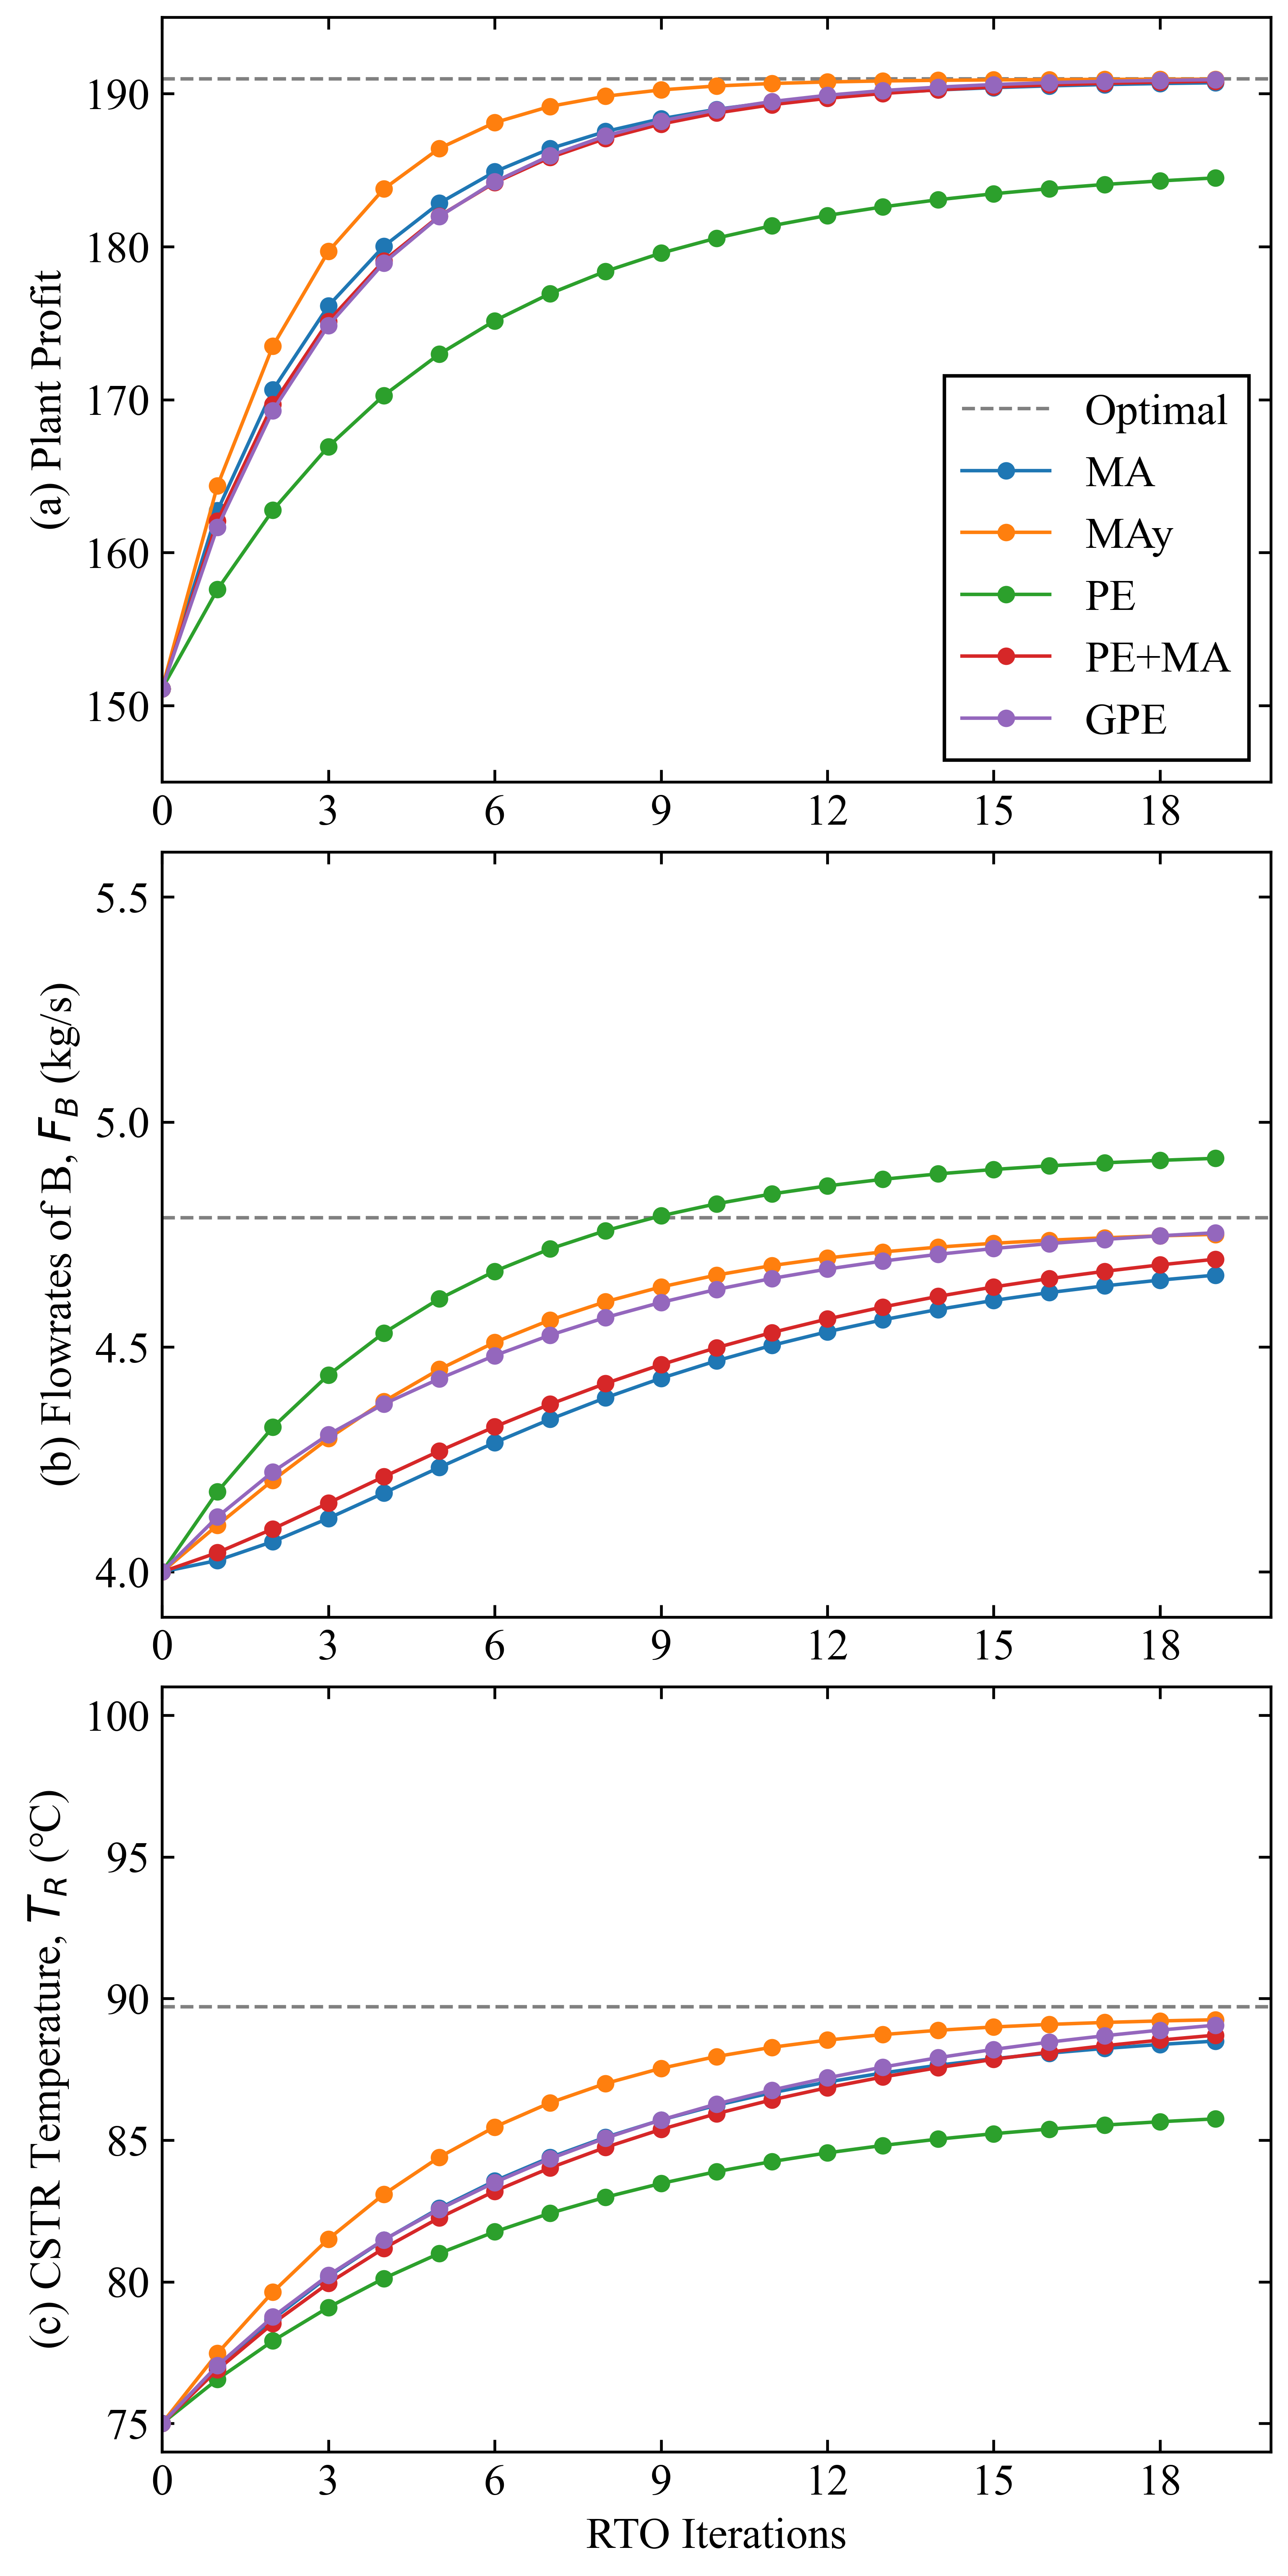 (a) Plant Profit
190
180
170
160
150
Optimal
MA
MAy
PE
PE+MA
GPE
0 3 6 9 12 15 18
(b) Flowrates of B, F_B (kg/s)
5.5
5.0
4.5
4.0
0 3 6 9 12 15 18
(c) CSTR Temperature, T_R (°C)
100
95
90
85
80
75
0 3 6 9 12 15 18
RTO Iterations